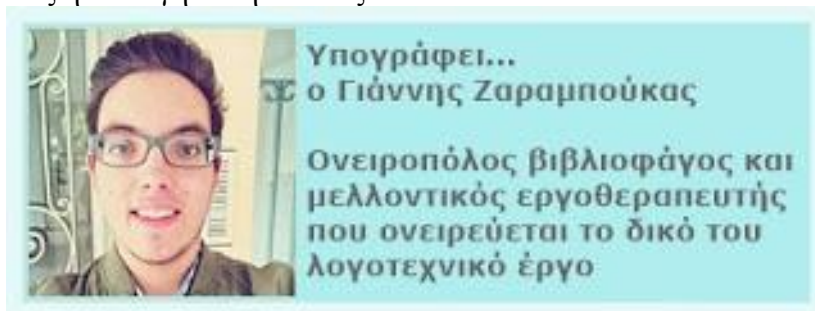 Υπογράφει...
ο Γιάννης Ζαραμπούκας
Ονειροπόλος βιβλιοφάγος και
μελλοντικός εργοθεραπευτής
που ονειρεύεται το δικό του
λογοτεχνικό έργο